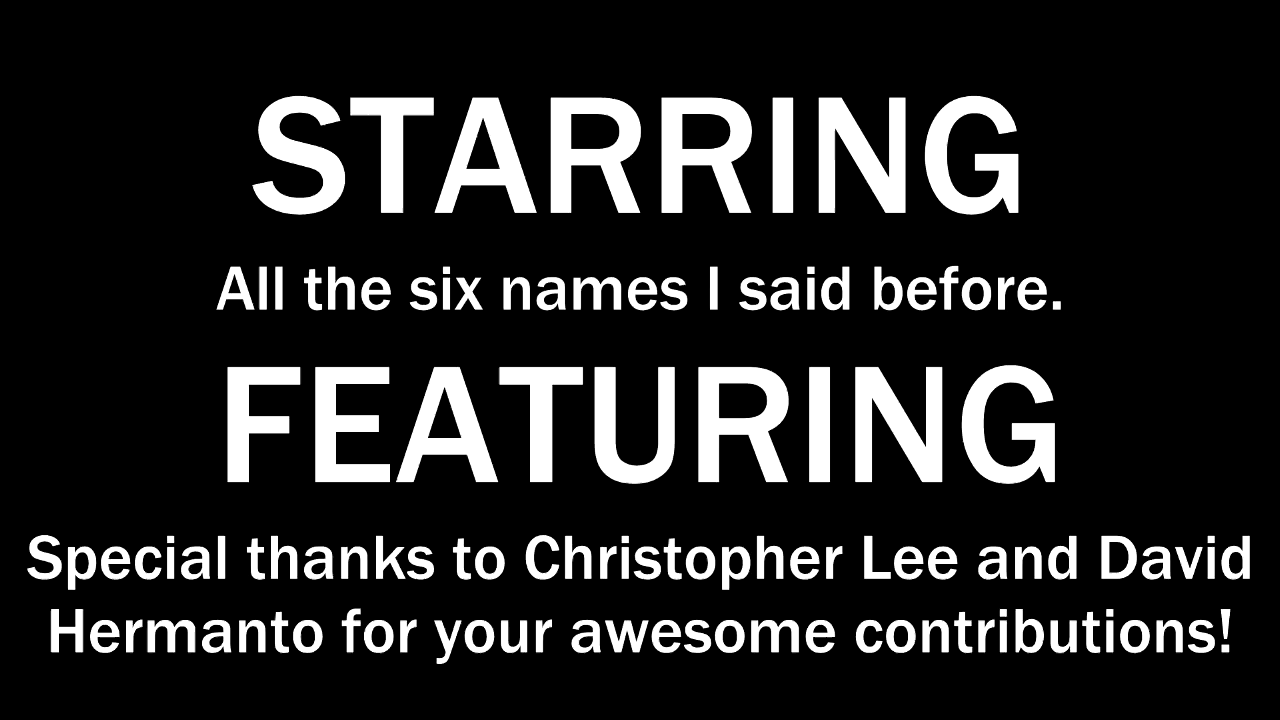 STARRING
All the six names I said before.
FEATURING
Special thanks to Christopher Lee and David
Hermanto for your awesome contributions!